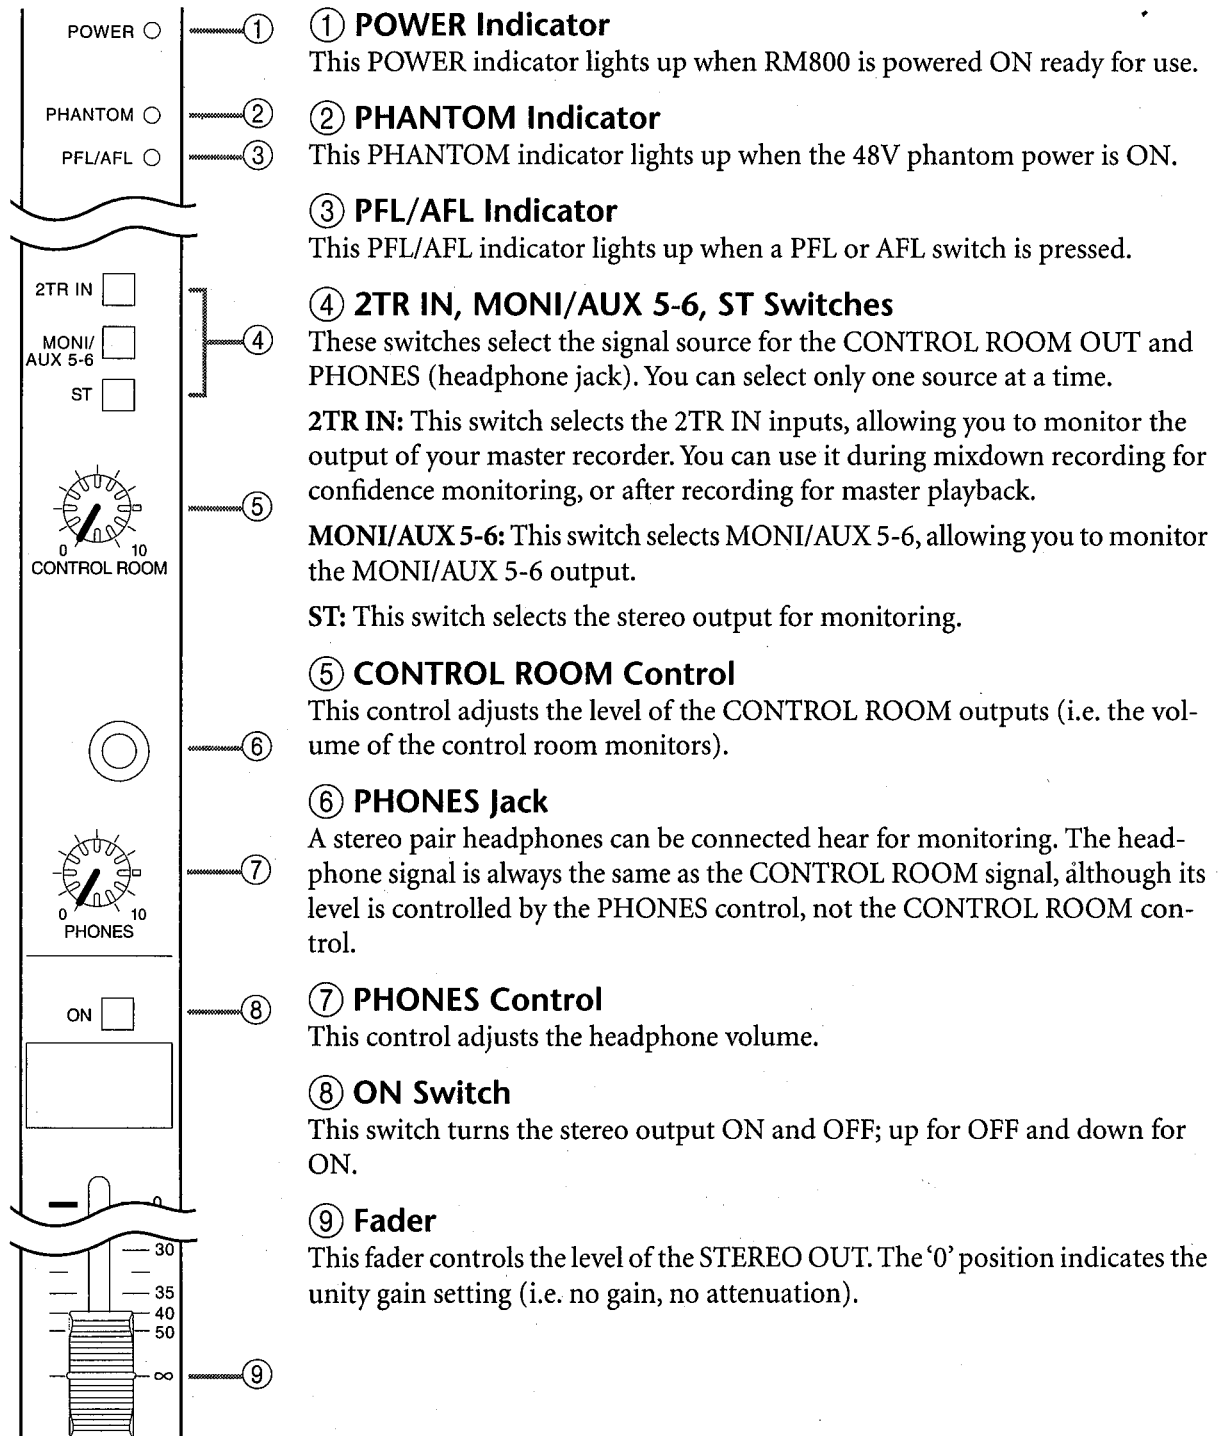 POWER
①
① POWER Indicator
This POWER indicator lights up when RM800 is powered ON ready for use.
PHANTOM
②
② PHANTOM Indicator
PFL/AFL
③
This PHANTOM indicator lights up when the 48V phantom power is ON.
③ PFL/AFL Indicator
This PFL/AFL indicator lights up when a PFL or AFL switch is pressed.
2TR IN
MONI/
AUX 5-6
ST
④
④ 2TR IN, MONI/AUX 5-6, ST Switches
These switches select the signal source for the CONTROL ROOM OUT and
PHONES (headphone jack). You can select only one source at a time.
2TR IN: This switch selects the 2TR IN inputs, allowing you to monitor the
output of your master recorder. You can use it during mixdown recording for
confidence monitoring, or after recording for master playback.
0 10
CONTROL ROOM
⑤
MONI/AUX 5-6: This switch selects MONI/AUX 5-6, allowing you to monitor
the MONI/AUX 5-6 output.
ST: This switch selects the stereo output for monitoring.
⑤ CONTROL ROOM Control
This control adjusts the level of the CONTROL ROOM outputs (i.e. the vol-
ume of the control room monitors).
⑥
⑥ PHONES Jack
A stereo pair headphones can be connected hear for monitoring. The head-
phone signal is always the same as the CONTROL ROOM signal, although its
level is controlled by the PHONES control, not the CONTROL ROOM con-
trol.
⑦
0 10
PHONES
⑦ PHONES Control
This control adjusts the headphone volume.
ON
⑧
⑧ ON Switch
This switch turns the stereo output ON and OFF; up for OFF and down for
ON.
⑨ Fader
This fader controls the level of the STEREO OUT. The ‘0’ position indicates the
unity gain setting (i.e. no gain, no attenuation).
30
35
40
50
∞
⑨